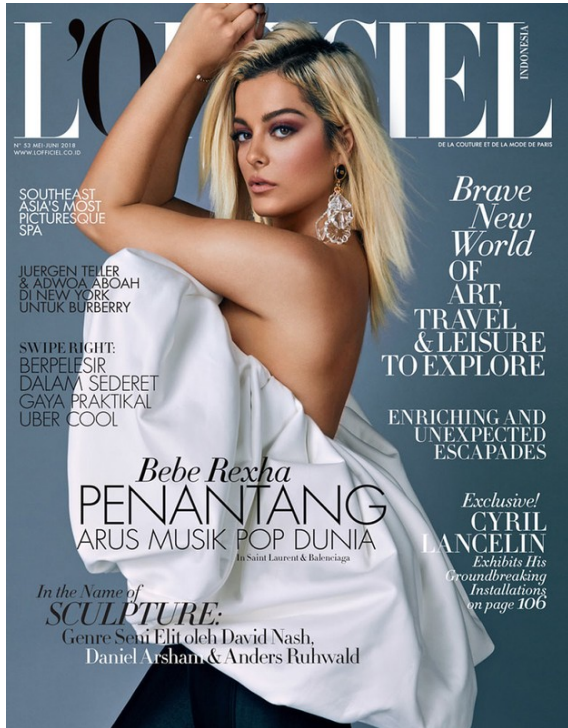 L'OFFICIEL
INDONESIA
N° 53 MEI-JUNI 2018
WWW.LOFFICIEL.CO.ID
DE LA COUTURE ET DE LA MODE DE PARIS
SOUTHEAST
ASIA'S MOST
PICTURESQUE
SPA
JUERGEN TELLER
& ADWOA ABOAH
DI NEW YORK
UNTUK BURBERRY
SWIPE RIGHT:
BERPELESIR
DALAM SEDERET
GAYA PRAKTIKAL
UBER COOL
Brave
New
World
OF
ART,
TRAVEL
& LEISURE
TO EXPLORE
ENRICHING AND
UNEXPECTED
ESCAPADES
Bebe Rexha
PENANTANG
ARUS MUSIK POP DUNIA
In Saint Laurent & Balenciaga
Exclusive!
CYRIL
LANCELIN
Exhibits His
Groundbreaking
Installations
on page 106
In the Name of
SCULPTURE:
Genre Seni Elit oleh David Nash,
Daniel Arsham & Anders Ruhwald